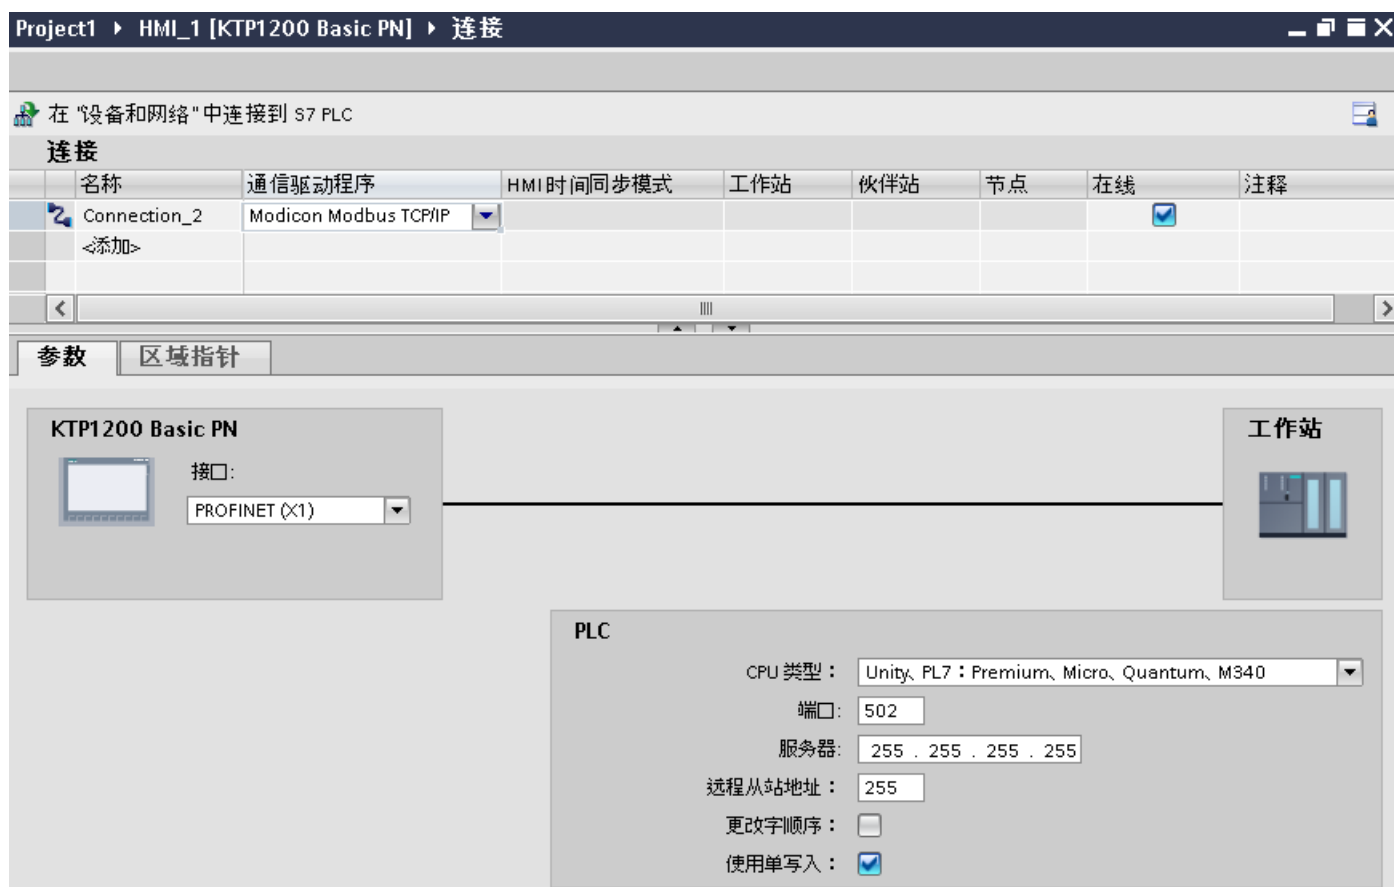 Project1 ▸ HMI_1 [KTP1200 Basic PN] ▸ 连接
在 "设备和网络" 中连接到 S7 PLC
连接
名称 通信驱动程序 HMI时间同步模式 工作站 伙伴站 节点 在线 注释
Connection_2 Modicon Modbus TCP/IP
<添加>
参数 区域指针
KTP1200 Basic PN 工作站
接口:
PROFINET (X1)
PLC
CPU 类型： Unity、PL7：Premium、Micro、Quantum、M340
端口: 502
服务器: 255 . 255 . 255 . 255
远程从站地址： 255
更改字顺序：
使用单写入：